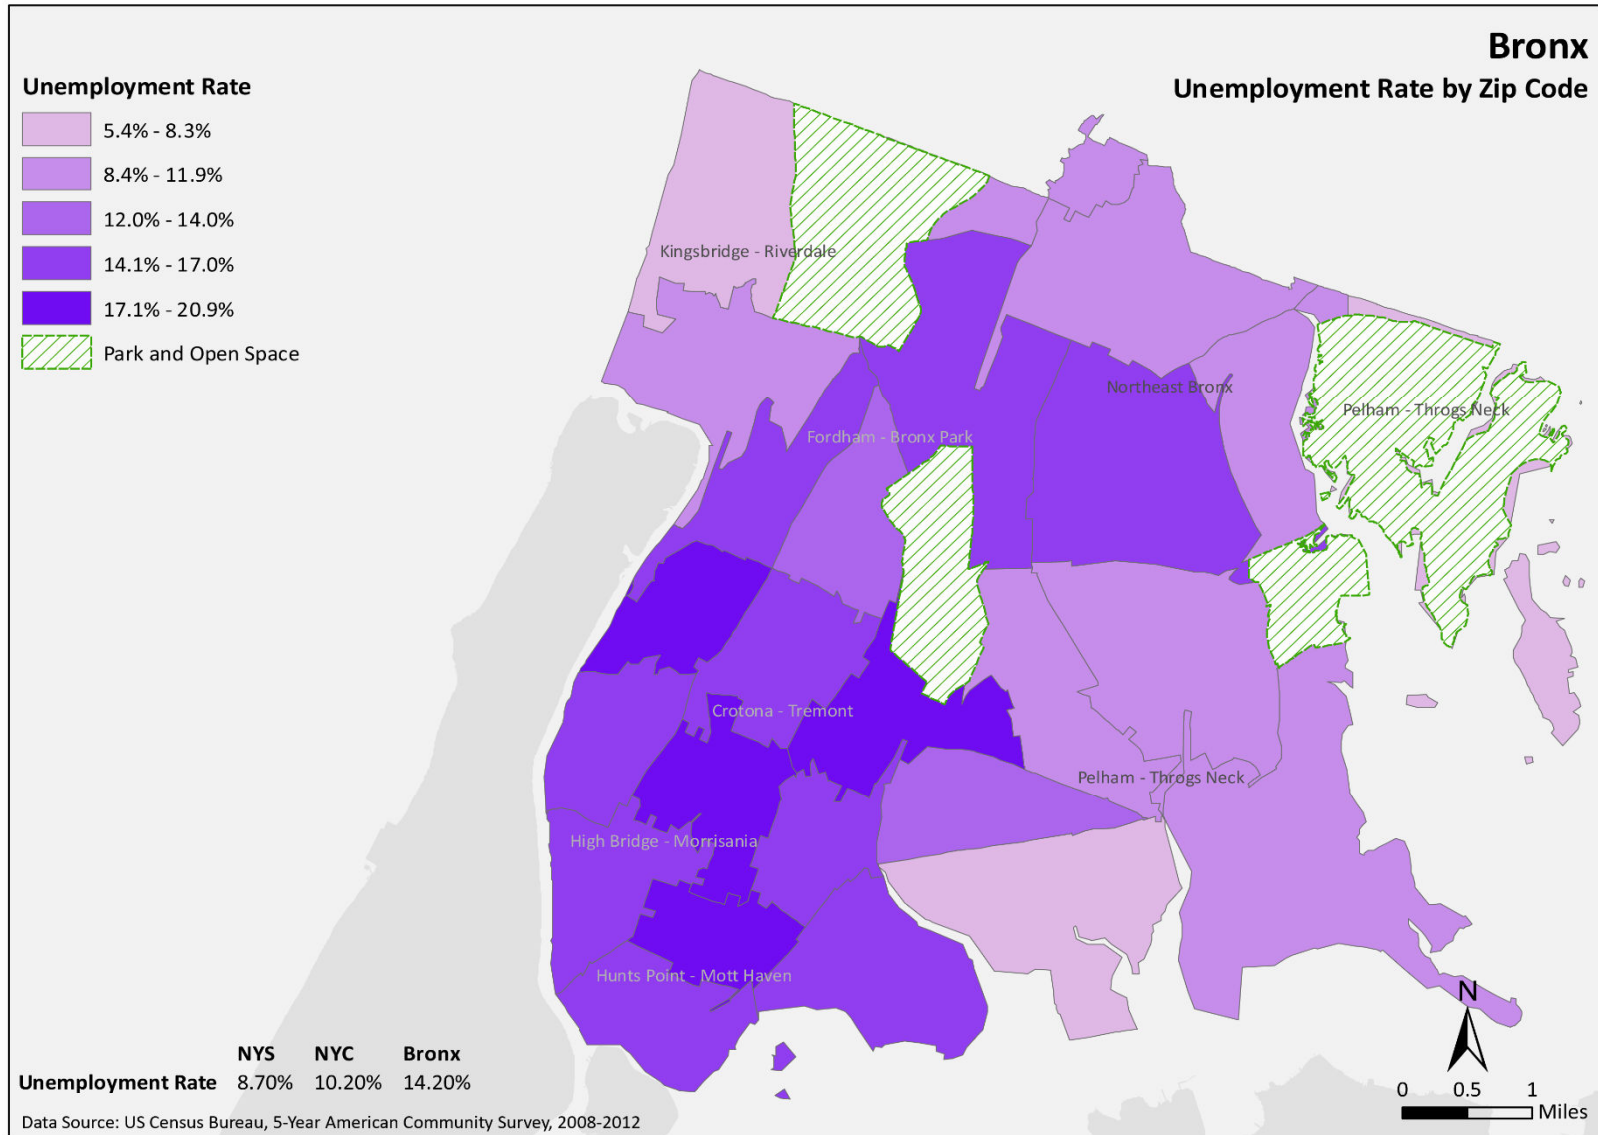 Bronx
Unemployment Rate by Zip Code
Unemployment Rate
5.4% - 8.3%
8.4% - 11.9%
12.0% - 14.0%
14.1% - 17.0%
17.1% - 20.9%
Park and Open Space
Kingsbridge - Riverdale
Northeast Bronx
Pelham - Throgs Neck
Fordham - Bronx Park
Crotona - Tremont
Pelham - Throgs Neck
High Bridge - Morrisania
Hunts Point - Mott Haven
N
0 0.5 1
Miles
NYS NYC Bronx
Unemployment Rate 8.70% 10.20% 14.20%
Data Source: US Census Bureau, 5-Year American Community Survey, 2008-2012